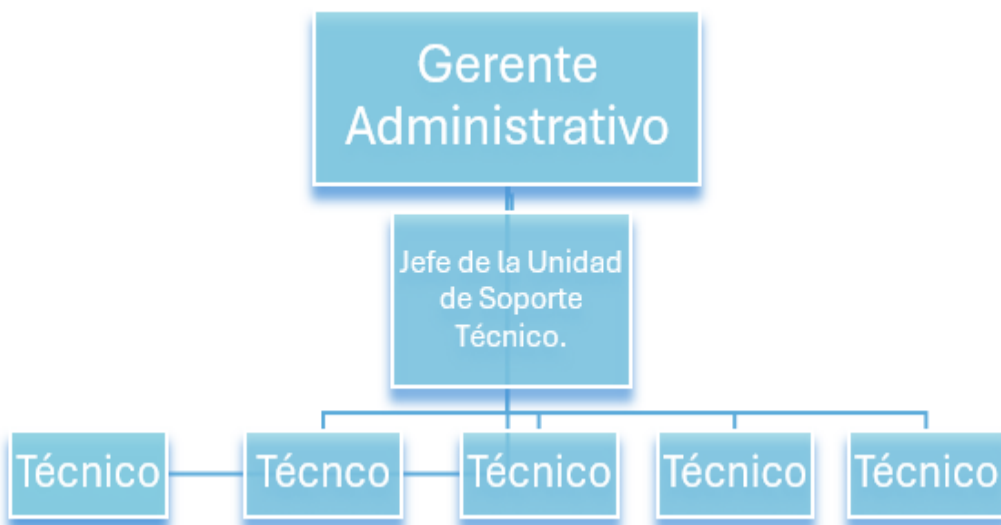 Gerente
Administrativo
Jefe de la Unidad
de Soporte
Técnico.
Técnico
Técnco
Técnico
Técnico
Técnico